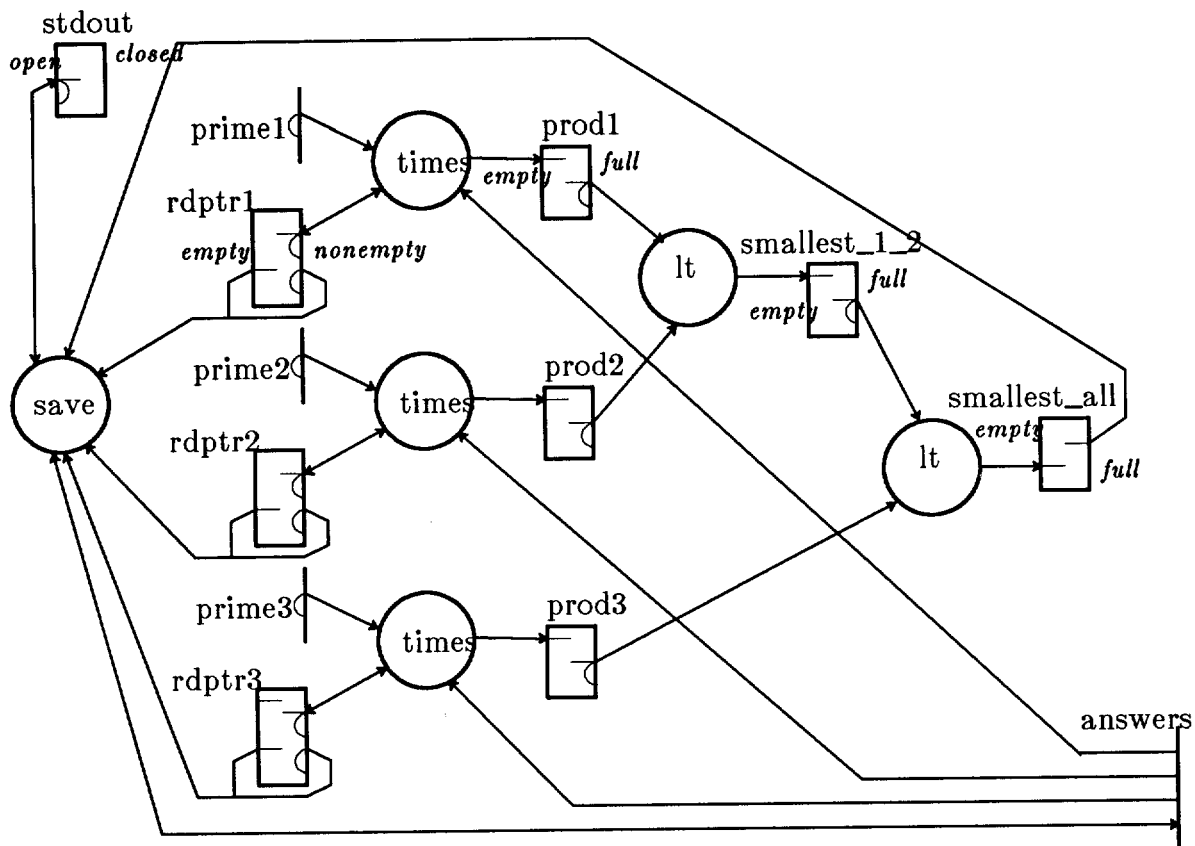 stdout
open closed
prime1
times
prod1
empty full
rdptr1
empty nonempty
lt
smallest_1_2
empty full
prime2
times
prod2
save
rdptr2
smallest_all
empty
lt
full
prime3
times
prod3
rdptr3
answers